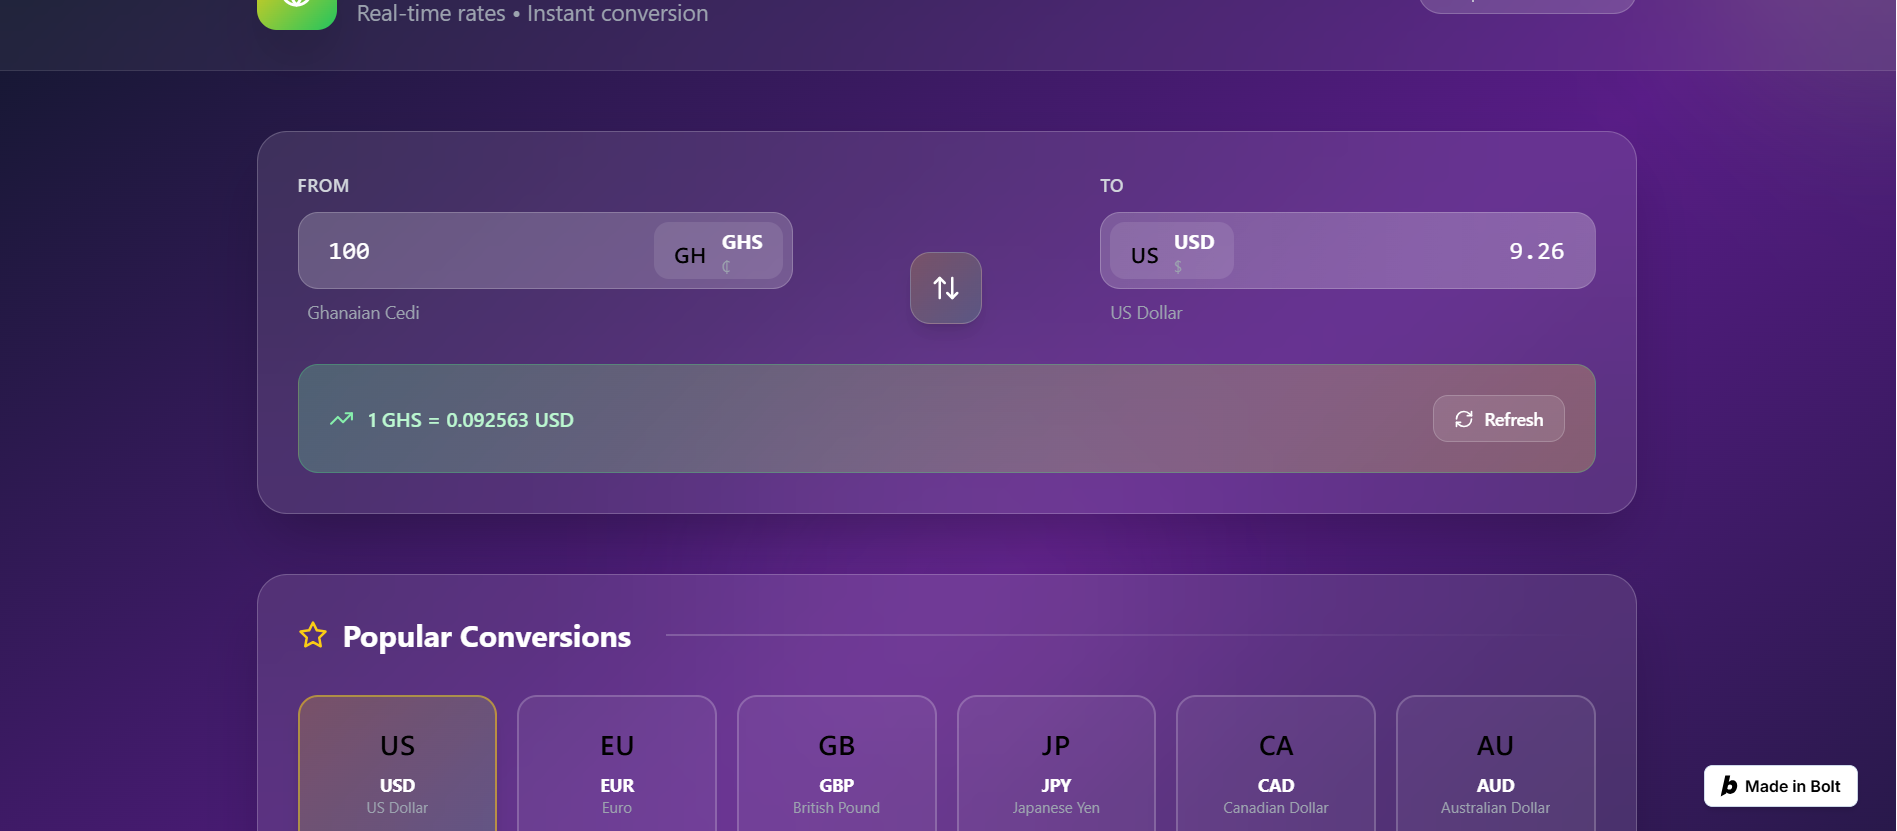 Real-time rates • Instant conversion
FROM
TO
100
GH
GHS
₵
US
USD
$
9.26
Ghanaian Cedi
US Dollar
1 GHS = 0.092563 USD
Refresh
Popular Conversions
US
EU
GB
JP
CA
AU
USD
EUR
GBP
JPY
CAD
AUD
US Dollar
Euro
British Pound
Japanese Yen
Canadian Dollar
Australian Dollar
b Made in Bolt